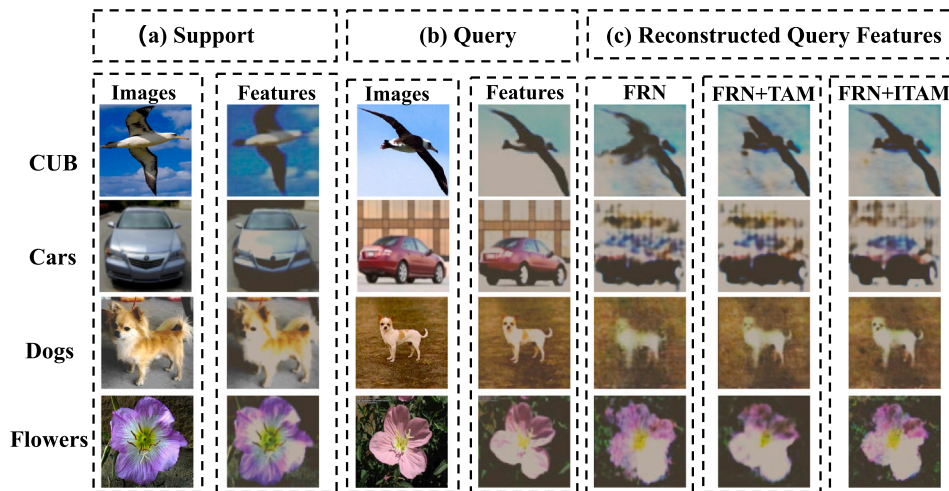 (a) Support
(b) Query
(c) Reconstructed Query Features
Images
Features
Images
Features
FRN
FRN+TAM
FRN+ITAM
CUB
Cars
Dogs
Flowers